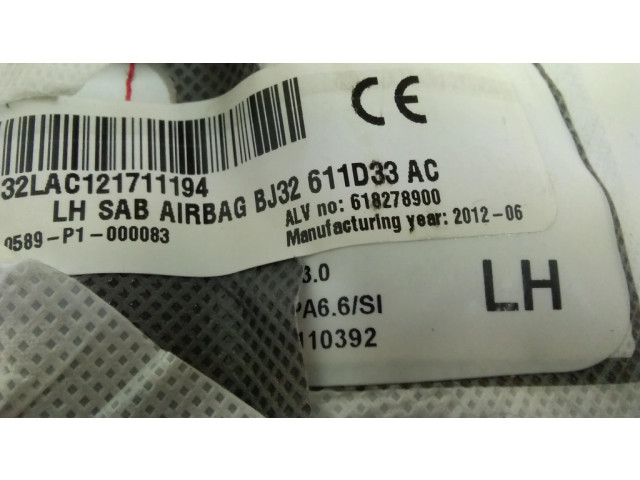 CE
32LAC121711194
LH SAB AIRBAG BJ32 611D33 AC
ALV no: 618278900
0589-P1-000083
Manufacturing year: 2012-06
3.0
LH
PA6.6/SI
110392